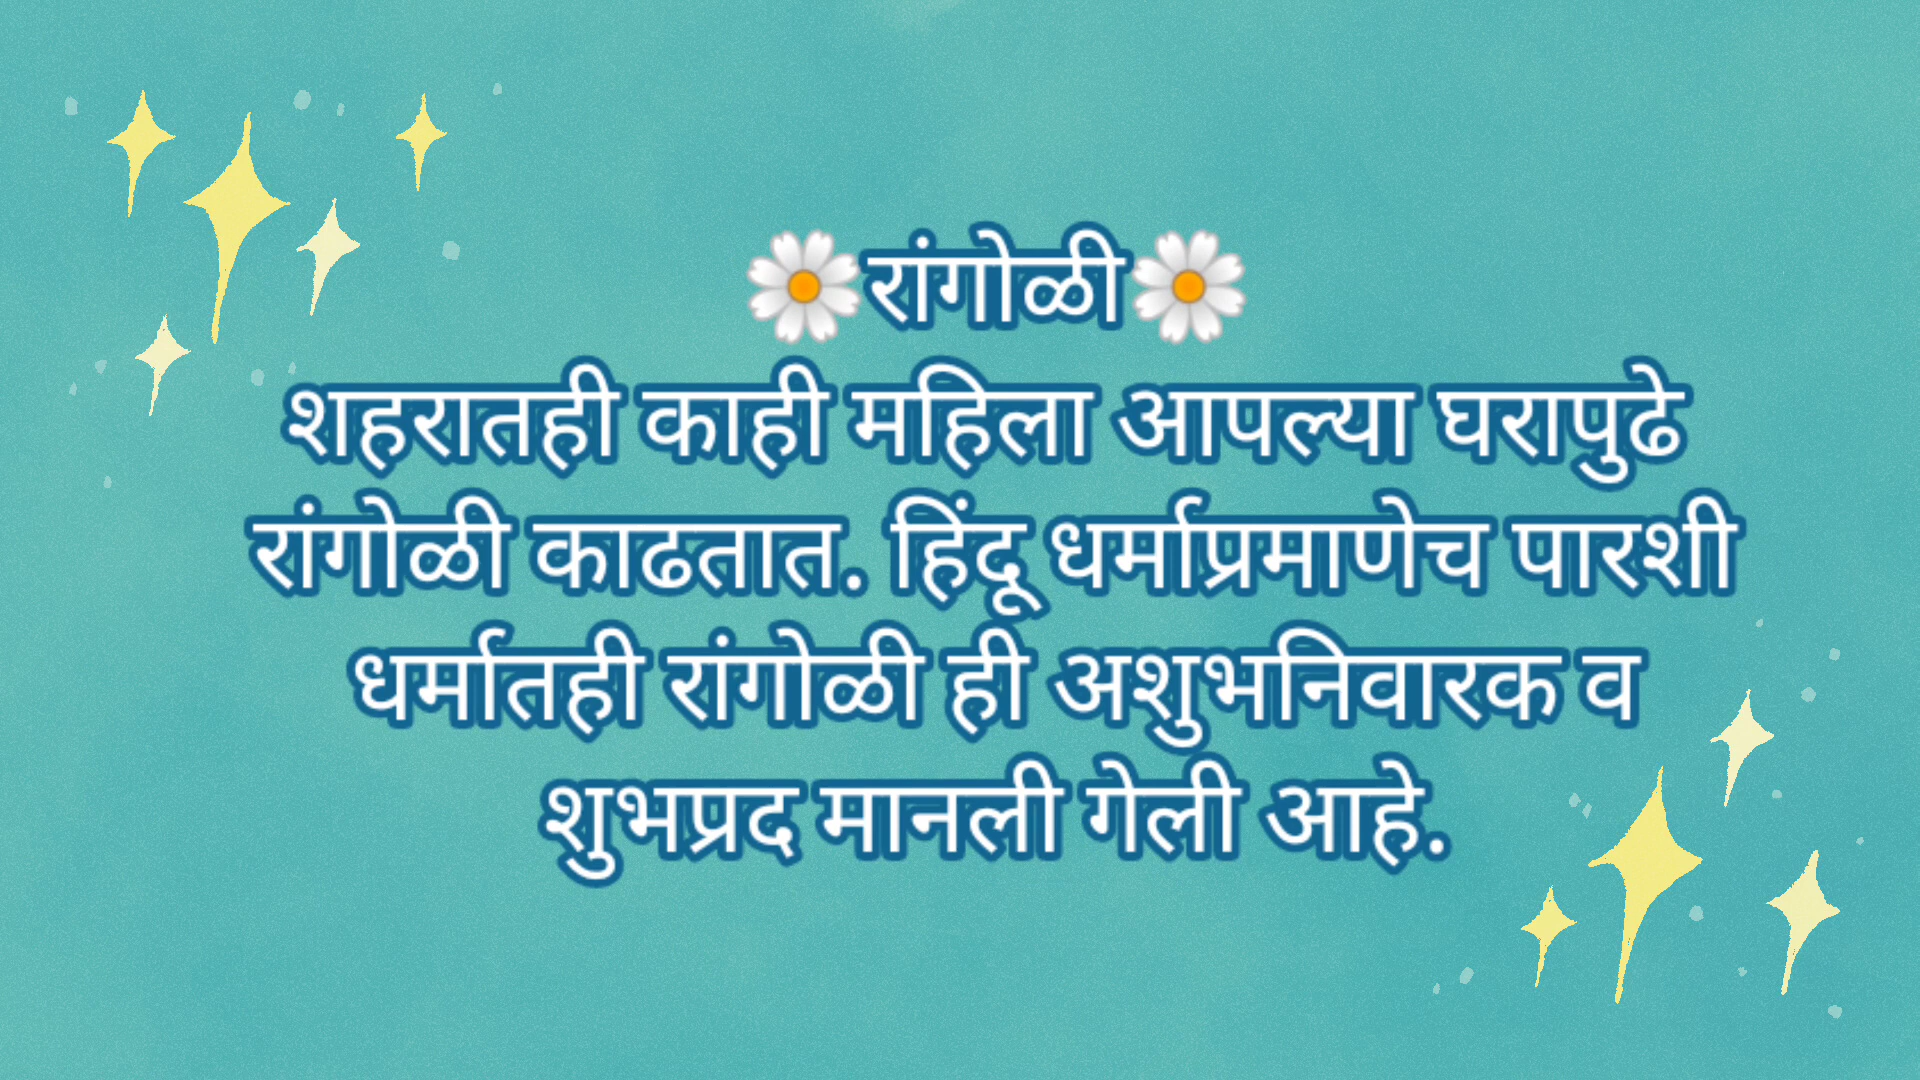 🌼रांगोळी🌼
शहरातही काही महिला आपल्या घरापुढे
रांगोळी काढतात. हिंदू धर्माप्रमाणेच पारशी
धर्मातही रांगोळी ही अशुभनिवारक व
शुभप्रद मानली गेली आहे.